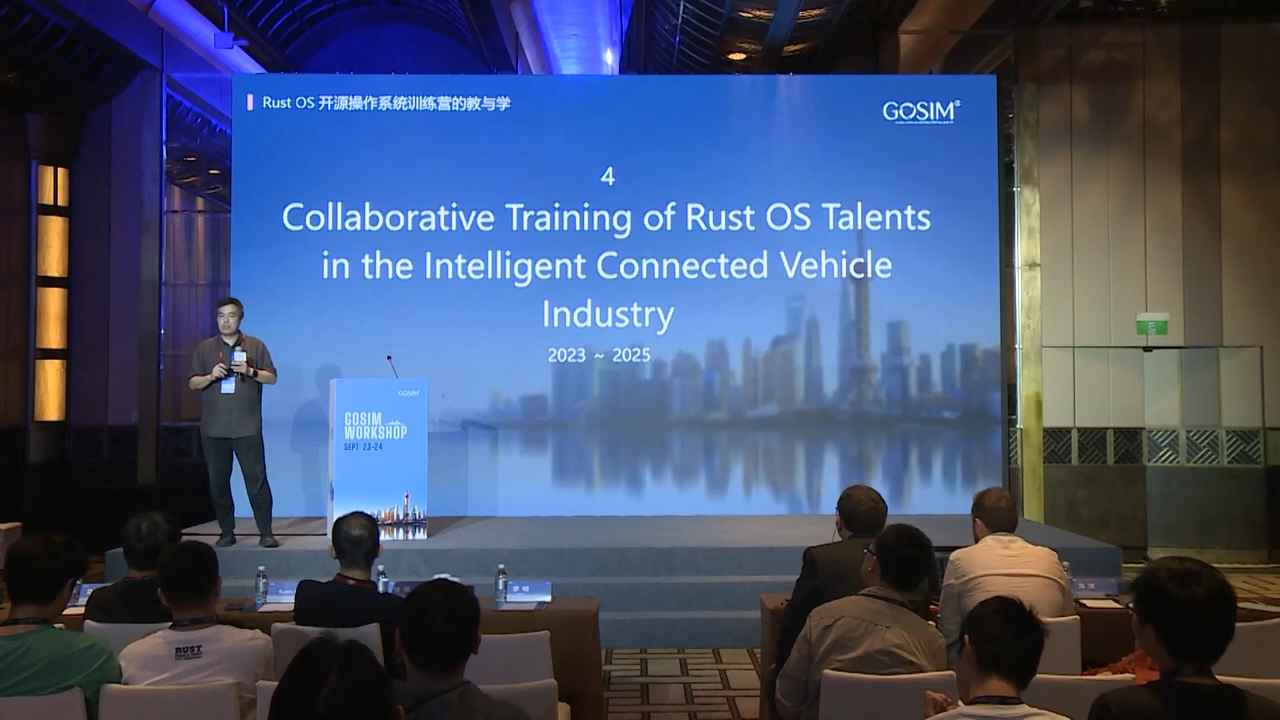 Rust OS 开源操作系统训练营的教与学
GOSIM
4
Collaborative Training of Rust OS Talents
in the Intelligent Connected Vehicle
Industry
2023 ~ 2025
GOSIM
GOSIM
WORKSHOP
SEPT 23-24
RUST